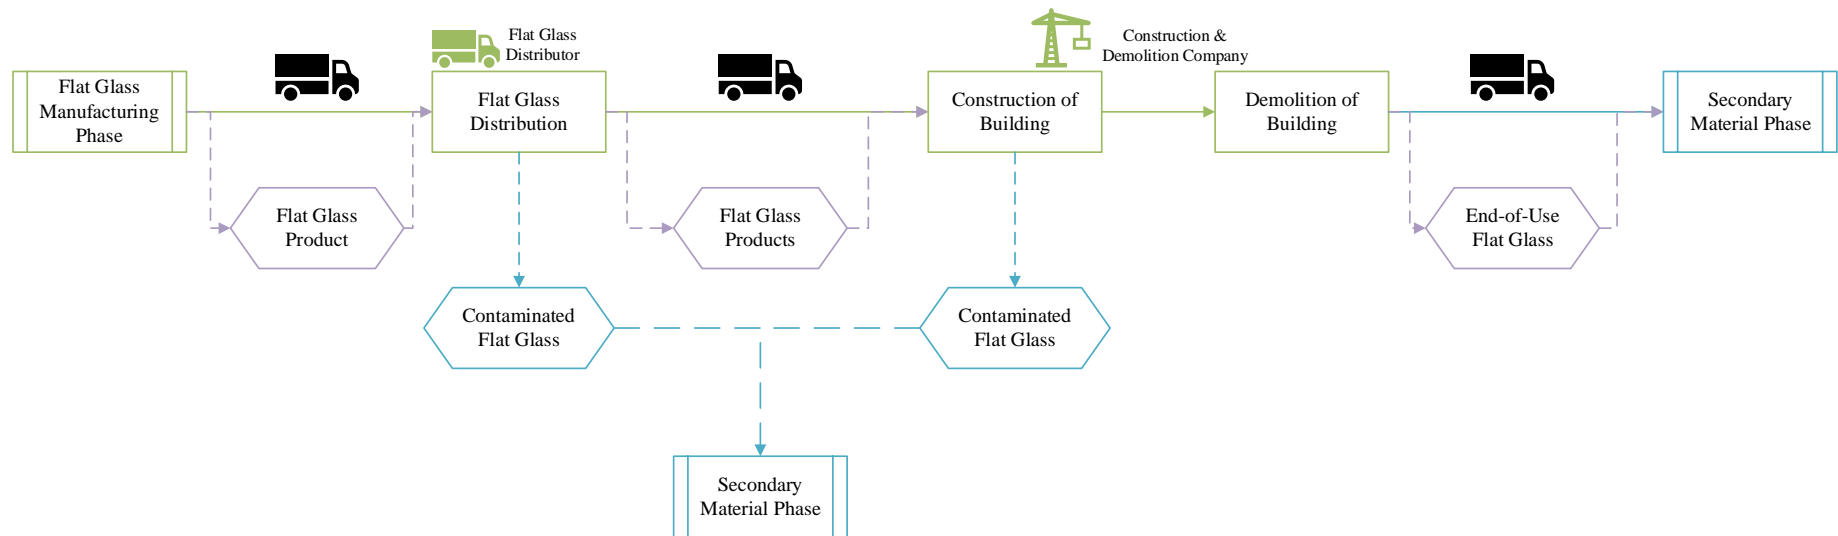 Flat Glass
Distributor
Construction &
Demolition Company
Flat Glass
Manufacturing
Phase
Flat Glass
Distribution
Construction of
Building
Demolition of
Building
Secondary
Material Phase
Flat Glass
Product
Flat Glass
Products
End-of-Use
Flat Glass
Contaminated
Flat Glass
Contaminated
Flat Glass
Secondary
Material Phase